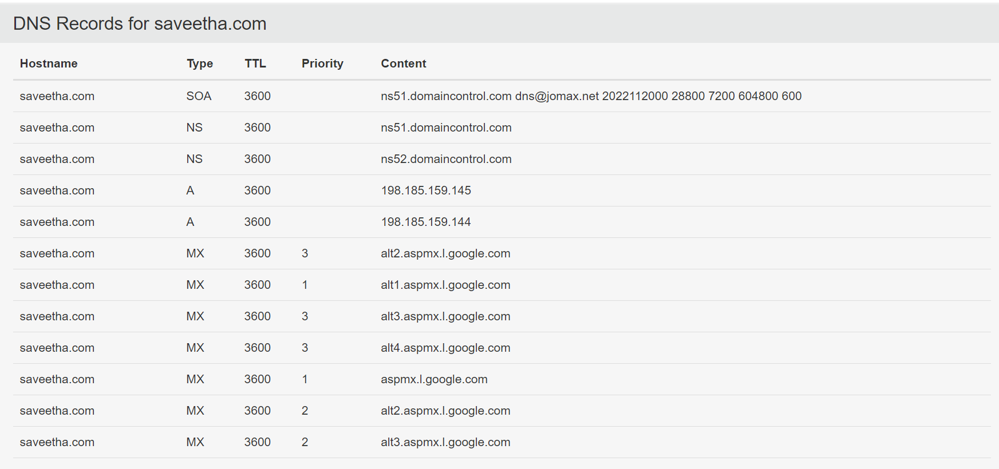 DNS Records for saveetha.com
Hostname Type TTL Priority Content
saveetha.com SOA 3600 ns51.domaincontrol.com dns@jomax.net 2022112000 28800 7200 604800 600
saveetha.com NS 3600 ns51.domaincontrol.com
saveetha.com NS 3600 ns52.domaincontrol.com
saveetha.com A 3600 198.185.159.145
saveetha.com A 3600 198.185.159.144
saveetha.com MX 3600 3 alt2.aspmx.l.google.com
saveetha.com MX 3600 1 alt1.aspmx.l.google.com
saveetha.com MX 3600 3 alt3.aspmx.l.google.com
saveetha.com MX 3600 3 alt4.aspmx.l.google.com
saveetha.com MX 3600 1 aspmx.l.google.com
saveetha.com MX 3600 2 alt2.aspmx.l.google.com
saveetha.com MX 3600 2 alt3.aspmx.l.google.com